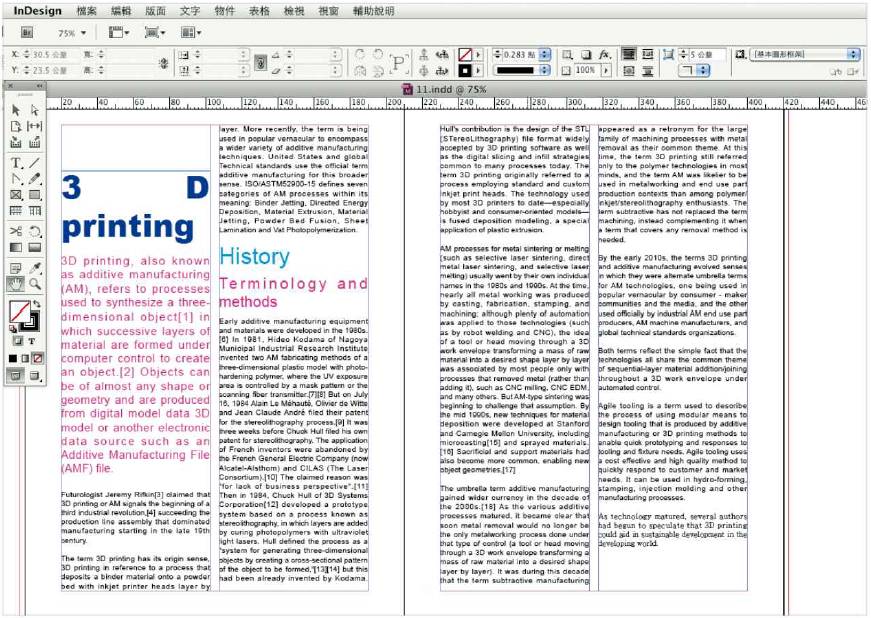 InDesign 檔案 編輯 版面 文字 物件 表格 檢視 視窗 輔助說明
Br 75%
X: 30.5 公釐 寬: 0.283 點 fx. 5 公釐 [基本圖形框架]
Y: 23.5 公釐 高: 100%
11.indd @ 75%
20 40 60 80 100 120 140 160 180 200 220 240 260 280 300 320 340 360 380 400 420 440 46
3 D
printing
3D printing, also known
as additive manufacturing
(AM), refers to processes
used to synthesize a three-
dimensional object[1] in
which successive layers of
material are formed under
computer control to create
an object.[2] Objects can
be of almost any shape or
geometry and are produced
from digital model data 3D
model or another electronic
data source such as an
Additive Manufacturing File
(AMF) file.
Futurologist Jeremy Rifkin[3] claimed that
3D printing or AM signals the beginning of a
third industrial revolution,[4] succeeding the
production line assembly that dominated
manufacturing starting in the late 19th
century.
The term 3D printing has its origin sense,
3D printing in reference to a process that
deposits a binder material onto a powder
bed with inkjet printer heads layer by
layer. More recently, the term is being
used in popular vernacular to encompass
a wider variety of additive manufacturing
techniques. United States and global
Technical standards use the official term
additive manufacturing for this broader
sense. ISO/ASTM52900-15 defines seven
categories of AM processes within its
meaning: Binder Jetting, Directed Energy
Deposition, Material Extrusion, Material
Jetting, Powder Bed Fusion, Sheet
Lamination and Vat Photopolymerization.
History
Terminology and
methods
Early additive manufacturing equipment
and materials were developed in the 1980s.
[6] In 1981, Hideo Kodama of Nagoya
Municipal Industrial Research Institute
invented two AM fabricating methods of a
three-dimensional plastic model with photo-
hardening polymer, where the UV exposure
area is controlled by a mask pattern or the
scanning fiber transmitter.[7][8] But on July
16, 1984 Alain Le Méhauté, Olivier de Witte
and Jean Claude André filed their patent
for the stereolithography process.[9] It was
three weeks before Chuck Hull filed his own
patent for stereolithography. The application
of French inventors were abandoned by
the French General Electric Company (now
Alcatel-Alsthom) and CILAS (The Laser
Consortium).[10] The claimed reason was
"for lack of business perspective".[11]
Then in 1984, Chuck Hull of 3D Systems
Corporation[12] developed a prototype
system based on a process known as
stereolithography, in which layers are added
by curing photopolymers with ultraviolet
light lasers. Hull defined the process as a
"system for generating three-dimensional
objects by creating a cross-sectional pattern
of the object to be formed,"[13][14] but this
had been already invented by Kodama.
Hull's contribution is the design of the STL
(STereoLithography) file format widely
accepted by 3D printing software as well
as the digital slicing and infill strategies
common to many processes today. The
term 3D printing originally referred to a
process employing standard and custom
inkjet print heads. The technology used
by most 3D printers to date—especially
hobbyist and consumer-oriented models—
is fused deposition modeling, a special
application of plastic extrusion.
AM processes for metal sintering or melting
(such as selective laser sintering, direct
metal laser sintering, and selective laser
melting) usually went by their own individual
names in the 1980s and 1990s. At the time,
nearly all metal working was produced
by casting, fabrication, stamping, and
machining; although plenty of automation
was applied to those technologies (such
as by robot welding and CNC), the idea
of a tool or head moving through a 3D
work envelope transforming a mass of raw
material into a desired shape layer by layer
was associated by most people only with
processes that removed metal (rather than
adding it), such as CNC milling, CNC EDM,
and many others. But AM-type sintering was
beginning to challenge that assumption. By
the mid 1990s, new techniques for material
deposition were developed at Stanford
and Carnegie Mellon University, including
microcasting[15] and sprayed materials.
[16] Sacrificial and support materials had
also become more common, enabling new
object geometries.[17]
The umbrella term additive manufacturing
gained wider currency in the decade of
the 2000s.[18] As the various additive
processes matured, it became clear that
soon metal removal would no longer be
the only metalworking process done under
that type of control (a tool or head moving
through a 3D work envelope transforming a
mass of raw material into a desired shape
layer by layer). It was during this decade
that the term subtractive manufacturing
appeared as a retronym for the large
family of machining processes with metal
removal as their common theme. At this
time, the term 3D printing still referred
only to the polymer technologies in most
minds, and the term AM was likelier to be
used in metalworking and end use part
production contexts than among polymer/
inkjet/stereolithography enthusiasts. The
term subtractive has not replaced the term
machining, instead complementing it when
a term that covers any removal method is
needed.
By the early 2010s, the terms 3D printing
and additive manufacturing evolved senses
in which they were alternate umbrella terms
for AM technologies, one being used in
popular vernacular by consumer - maker
communities and the media, and the other
used officially by industrial AM end use part
producers, AM machine manufacturers, and
global technical standards organizations.
Both terms reflect the simple fact that the
technologies all share the common theme
of sequential-layer material addition/joining
throughout a 3D work envelope under
automated control.
Agile tooling is a term used to describe
the process of using modular means to
design tooling that is produced by additive
manufacturing or 3D printing methods to
enable quick prototyping and responses to
tooling and fixture needs. Agile tooling uses
a cost effective and high quality method to
quickly respond to customer and market
needs. It can be used in hydro-forming,
stamping, injection molding and other
manufacturing processes.
As technology matured, several authors
had begun to speculate that 3D printing
could aid in sustainable development in the
developing world.